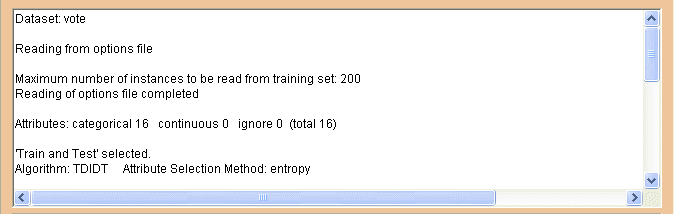 Dataset: vote
Reading from options file
Maximum number of instances to be read from training set: 200
Reading of options file completed
Attributes: categorical 16   continuous 0   ignore 0  (total 16)
'Train and Test' selected.
Algorithm: TDIDT     Attribute Selection Method: entropy